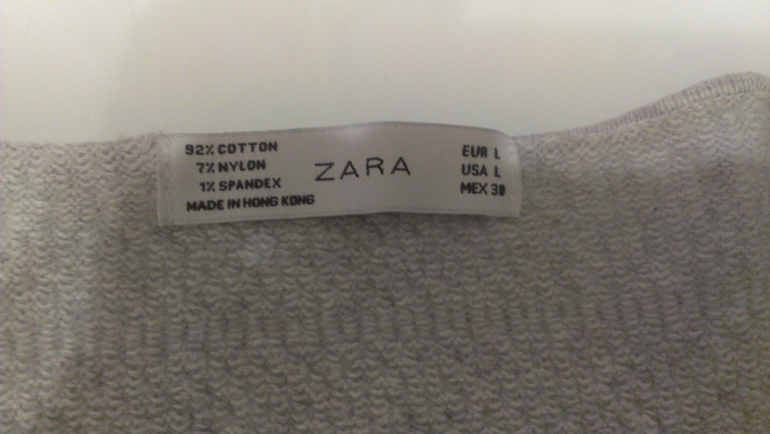 92% COTTON
7% NYLON
1% SPANDEX
MADE IN HONG KONG
ZARA
EUR L
USA L
MEX 30